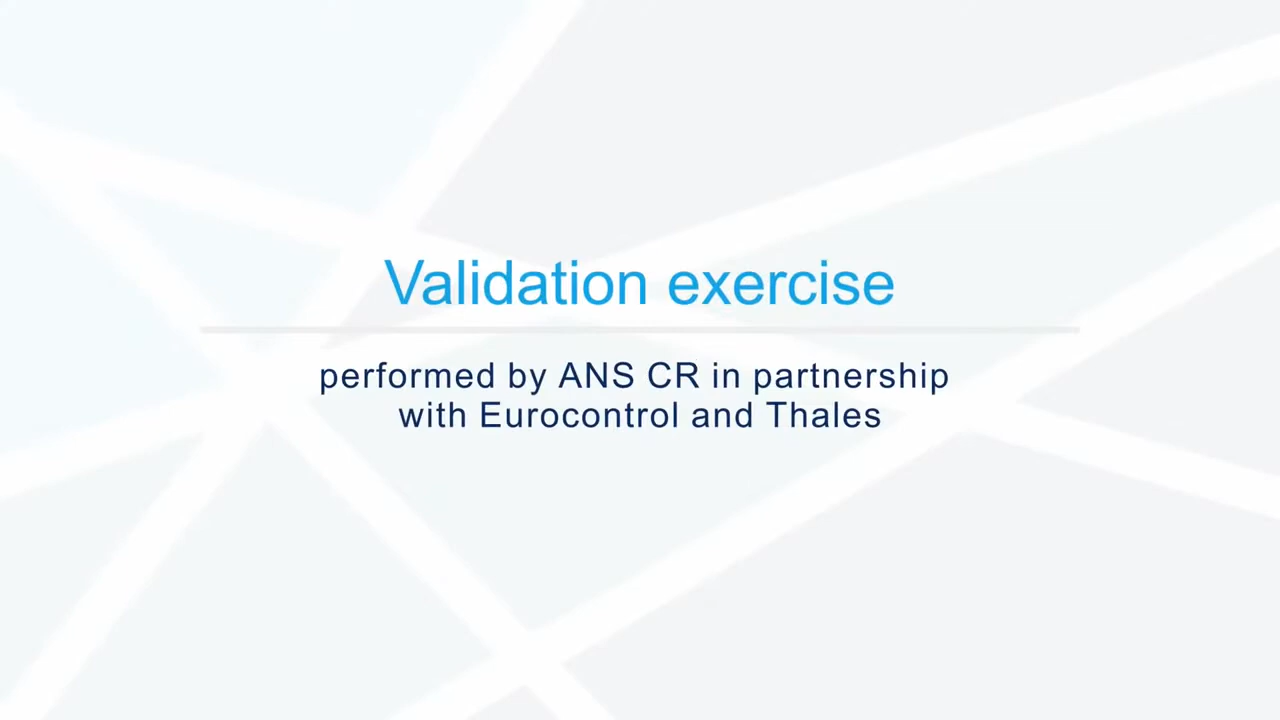 Validation exercise
performed by ANS CR in partnership
with Eurocontrol and Thales